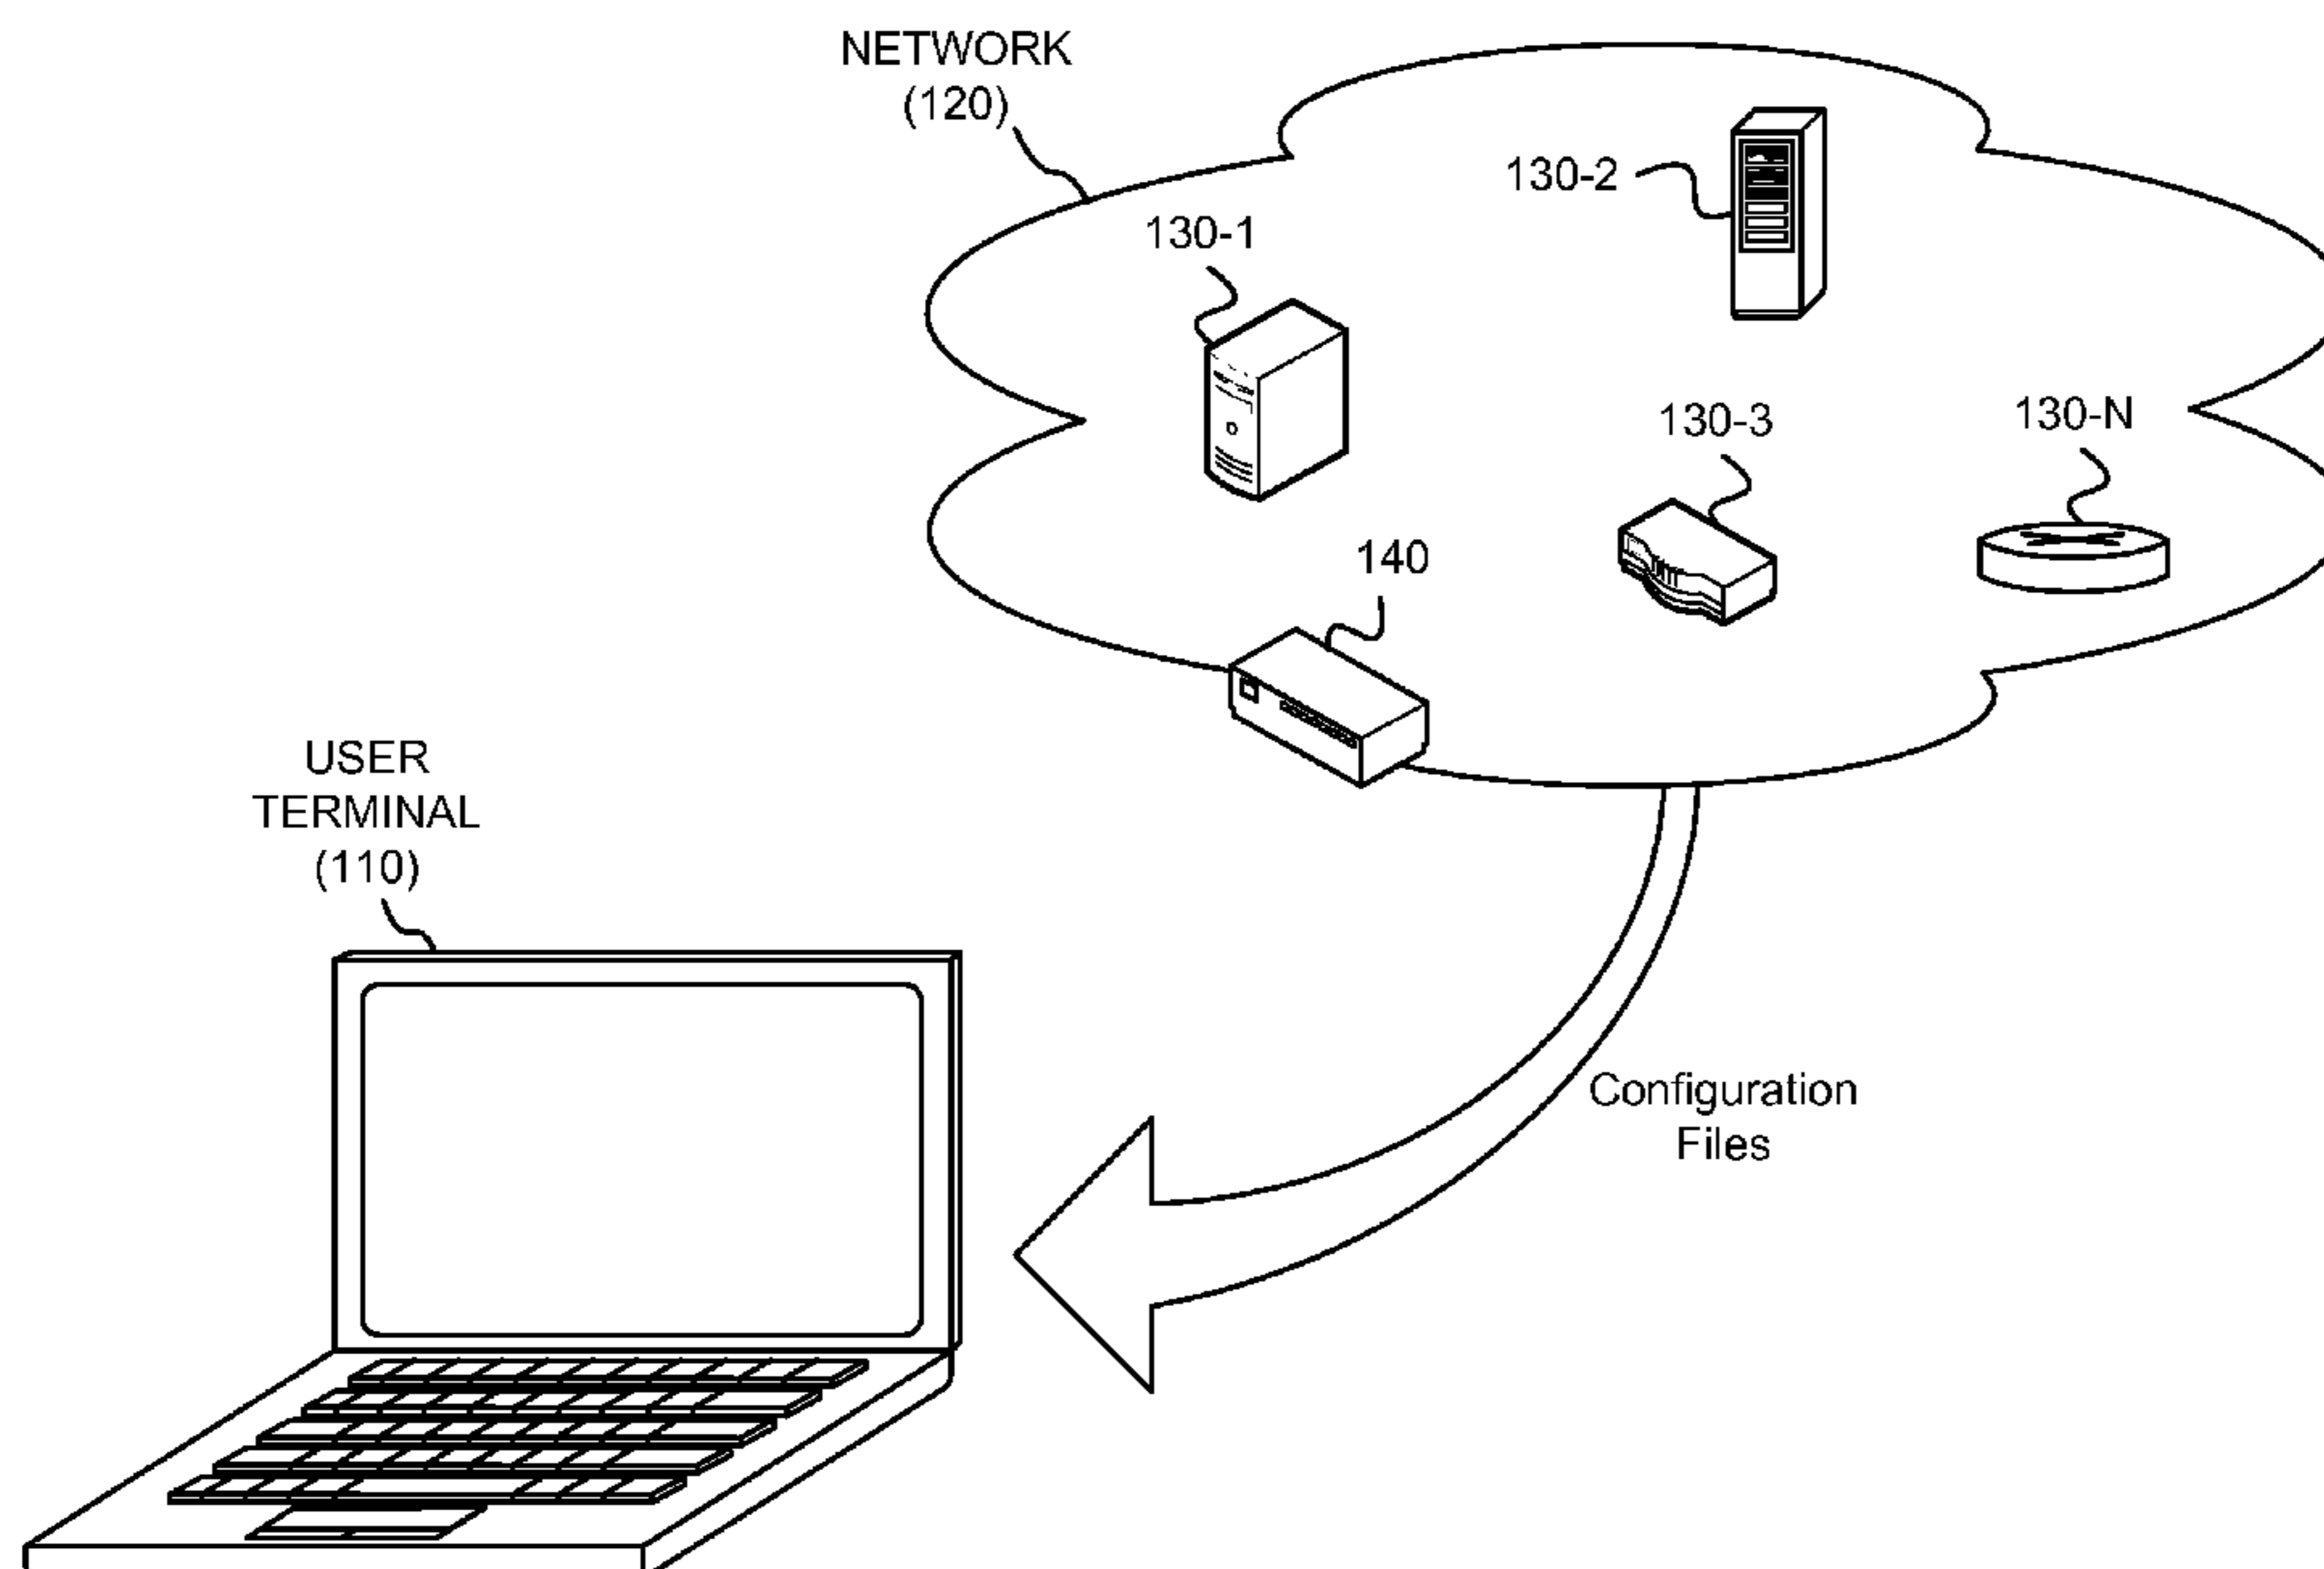 NETWORK
(120)
130-2
130-1
130-3
130-N
140
USER
TERMINAL
(110)
Configuration
Files